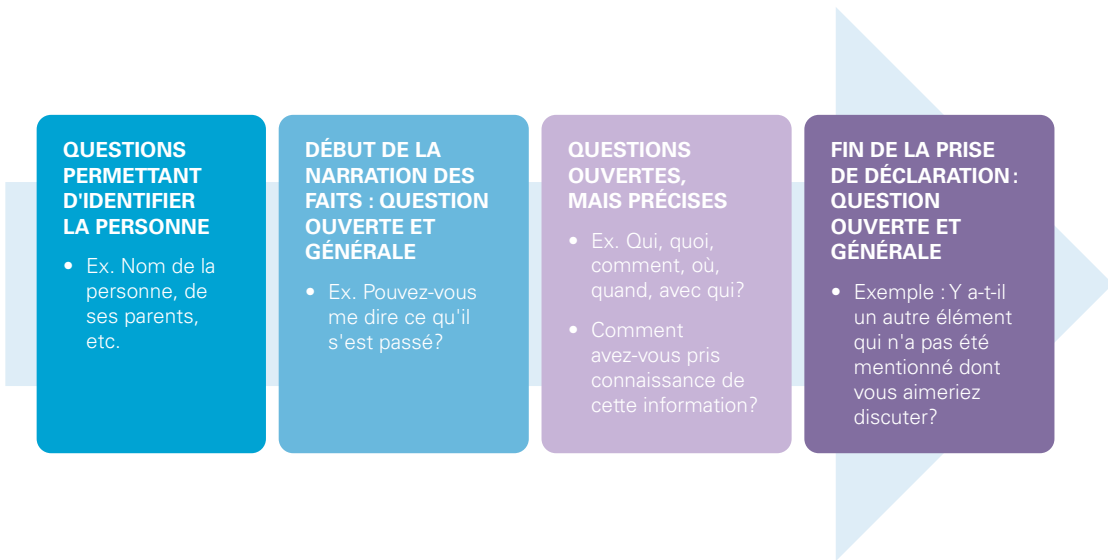 QUESTIONS
PERMETTANT
D'IDENTIFIER
LA PERSONNE
• Ex. Nom de la
personne, de
ses parents,
etc.
DÉBUT DE LA
NARRATION DES
FAITS : QUESTION
OUVERTE ET
GÉNÉRALE
• Ex. Pouvez-vous
me dire ce qu'il
s'est passé?
QUESTIONS
OUVERTES,
MAIS PRÉCISES
• Ex. Qui, quoi,
comment, où,
quand, avec qui?
• Comment
avez-vous pris
connaissance de
cette information?
FIN DE LA PRISE
DE DÉCLARATION :
QUESTION
OUVERTE ET
GÉNÉRALE
• Exemple : Y a-t-il
un autre élément
qui n'a pas été
mentionné dont
vous aimeriez
discuter?